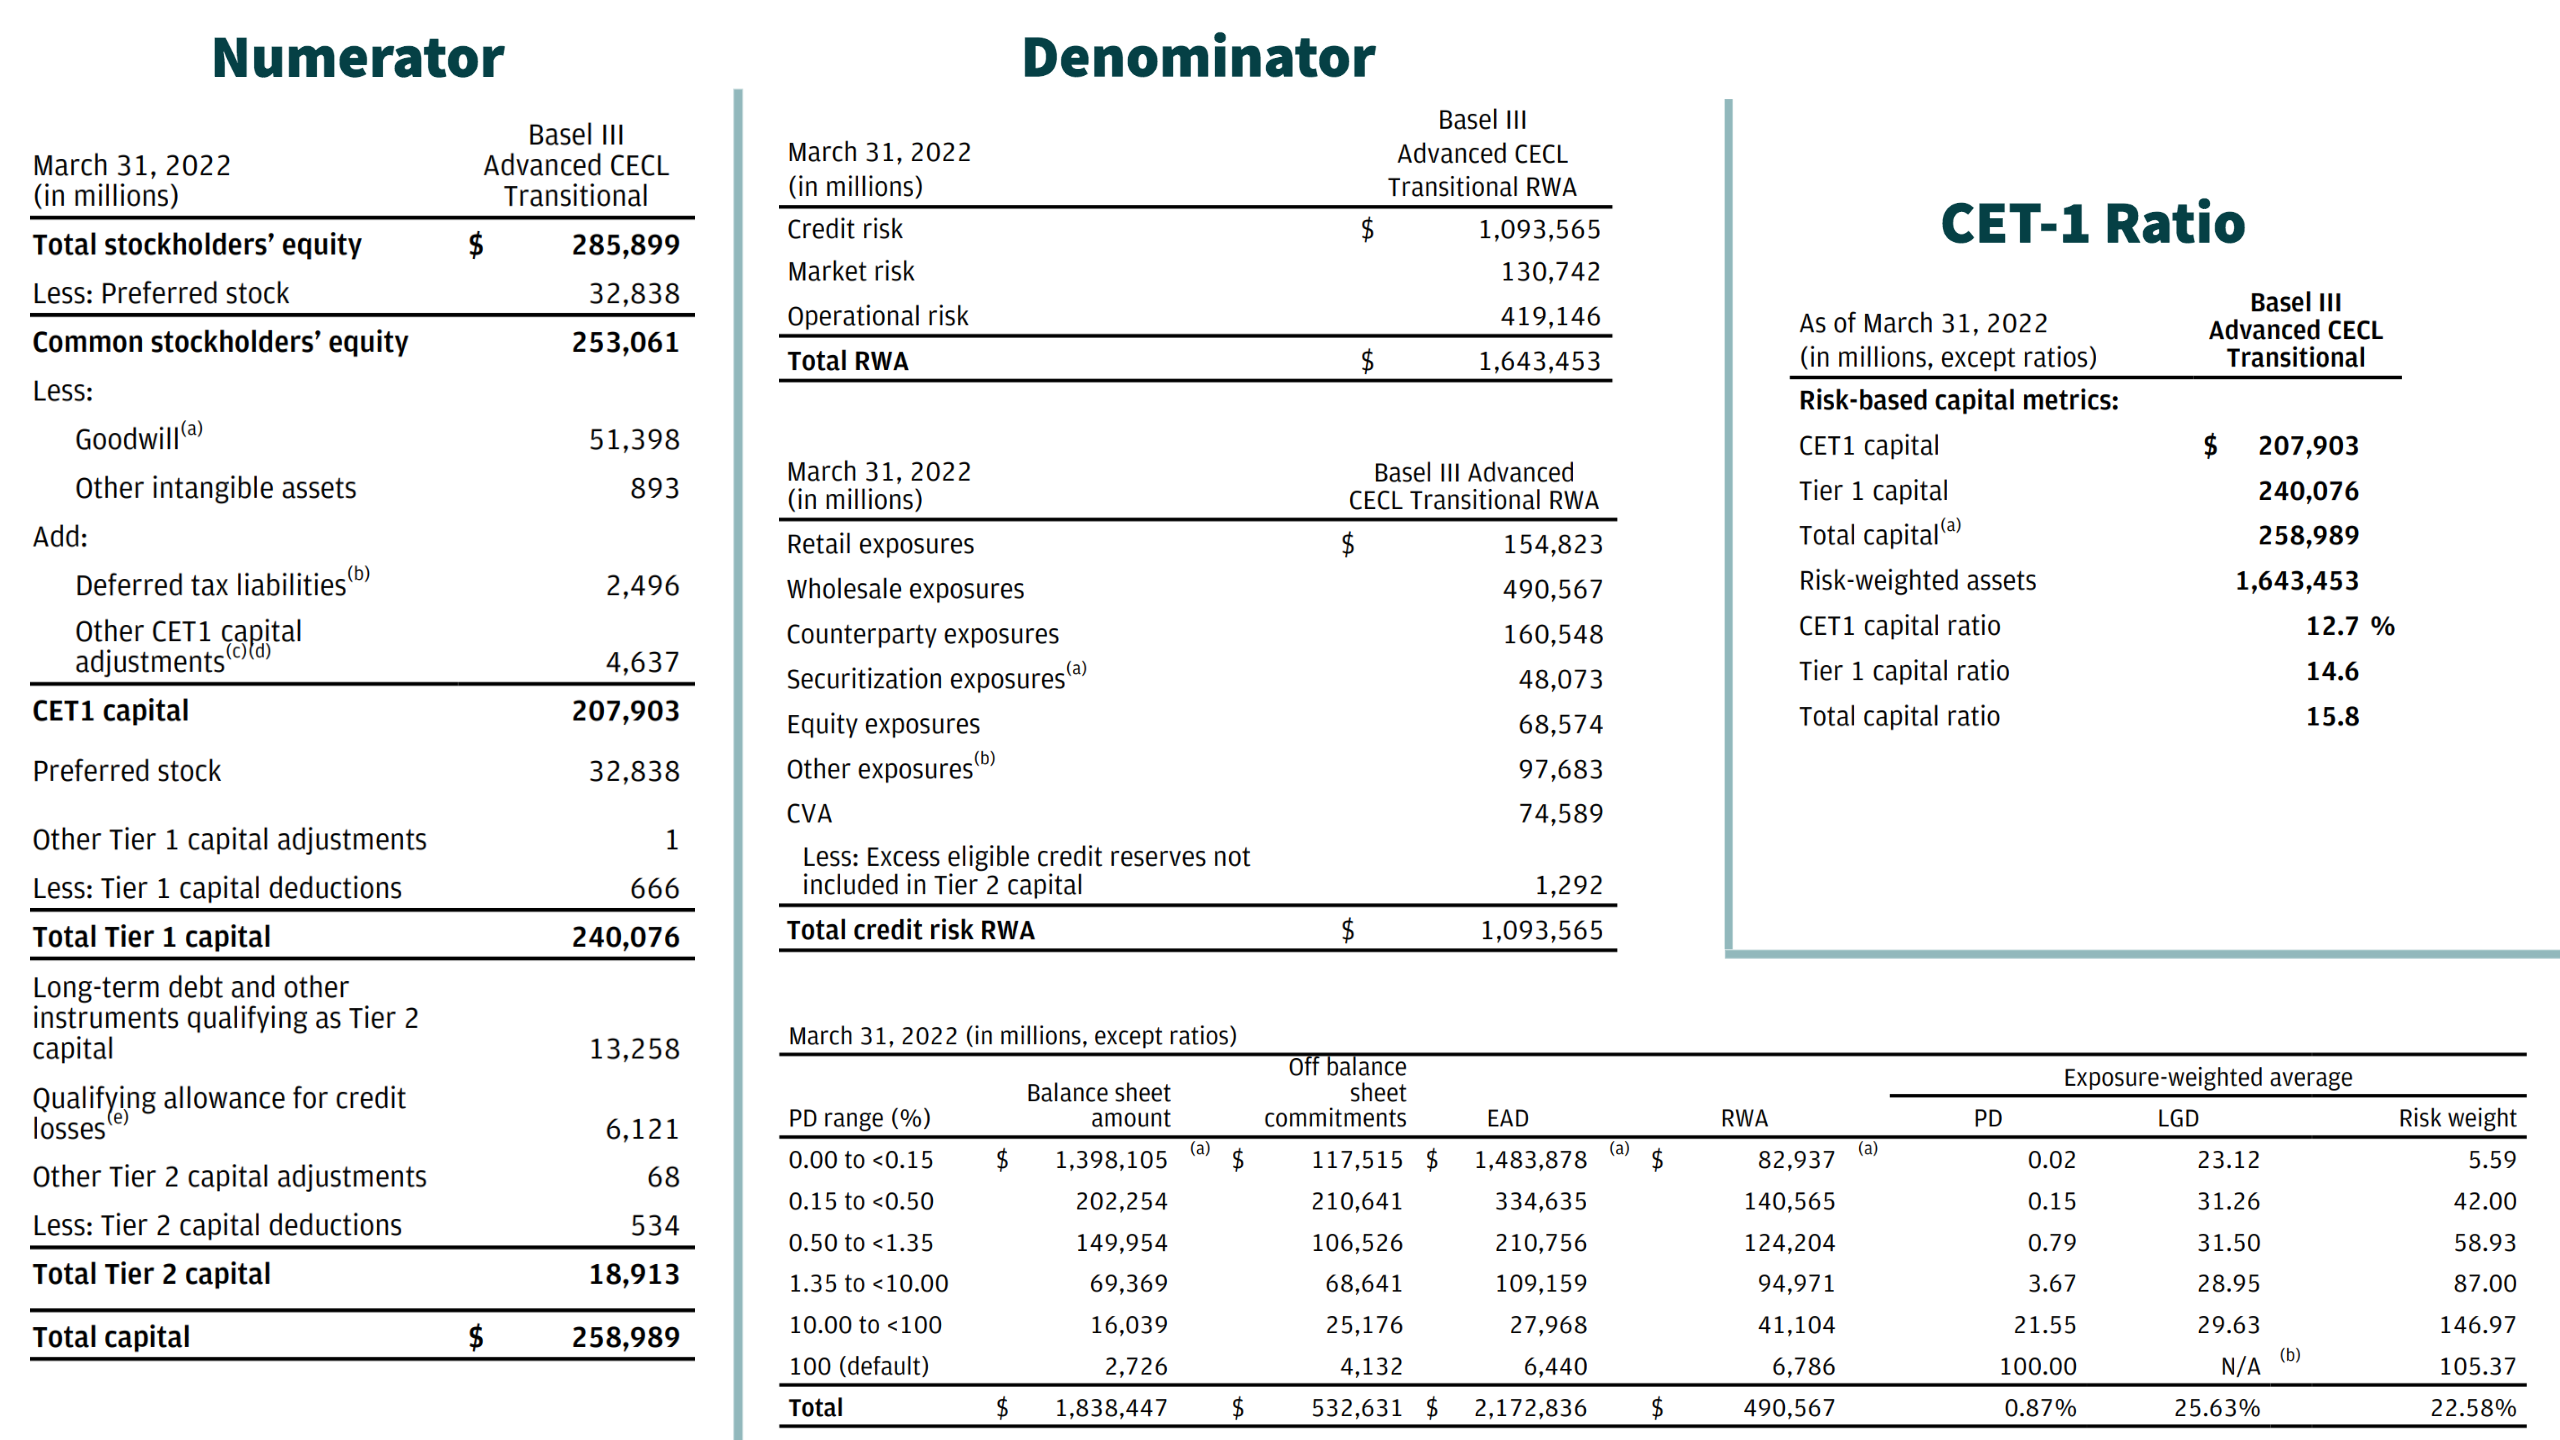 Numerator
March 31, 2022
(in millions)
Basel III
Advanced CECL
Transitional
Total stockholders’ equity $ 285,899
Less: Preferred stock 32,838
Common stockholders’ equity 253,061
Less:
Goodwill(a) 51,398
Other intangible assets 893
Add:
Deferred tax liabilities(b) 2,496
Other CET1 capital
adjustments(c)(d) 4,637
CET1 capital 207,903
Preferred stock 32,838
Other Tier 1 capital adjustments 1
Less: Tier 1 capital deductions 666
Total Tier 1 capital 240,076
Long-term debt and other
instruments qualifying as Tier 2
capital 13,258
Qualifying allowance for credit
losses(e) 6,121
Other Tier 2 capital adjustments 68
Less: Tier 2 capital deductions 534
Total Tier 2 capital 18,913
Total capital $ 258,989
Denominator
March 31, 2022
(in millions)
Basel III
Advanced CECL
Transitional RWA
Credit risk $ 1,093,565
Market risk 130,742
Operational risk 419,146
Total RWA $ 1,643,453
March 31, 2022
(in millions)
Basel III Advanced
CECL Transitional RWA
Retail exposures $ 154,823
Wholesale exposures 490,567
Counterparty exposures 160,548
Securitization exposures(a) 48,073
Equity exposures 68,574
Other exposures(b) 97,683
CVA 74,589
Less: Excess eligible credit reserves not
included in Tier 2 capital 1,292
Total credit risk RWA $ 1,093,565
CET-1 Ratio
As of March 31, 2022
(in millions, except ratios)
Basel III
Advanced CECL
Transitional
Risk-based capital metrics:
CET1 capital $ 207,903
Tier 1 capital 240,076
Total capital(a) 258,989
Risk-weighted assets 1,643,453
CET1 capital ratio 12.7 %
Tier 1 capital ratio 14.6
Total capital ratio 15.8
March 31, 2022 (in millions, except ratios)
PD range (%)
Balance sheet
amount
Off balance
sheet
commitments
EAD
RWA
Exposure-weighted average
PD LGD Risk weight
0.00 to <0.15 $ 1,398,105 (a) $ 117,515 $ 1,483,878 (a) $ 82,937 (a) 0.02 23.12 5.59
0.15 to <0.50 202,254 210,641 334,635 140,565 0.15 31.26 42.00
0.50 to <1.35 149,954 106,526 210,756 124,204 0.79 31.50 58.93
1.35 to <10.00 69,369 68,641 109,159 94,971 3.67 28.95 87.00
10.00 to <100 16,039 25,176 27,968 41,104 21.55 29.63 146.97
100 (default) 2,726 4,132 6,440 6,786 100.00 N/A (b) 105.37
Total $ 1,838,447 $ 532,631 $ 2,172,836 $ 490,567 0.87% 25.63% 22.58%